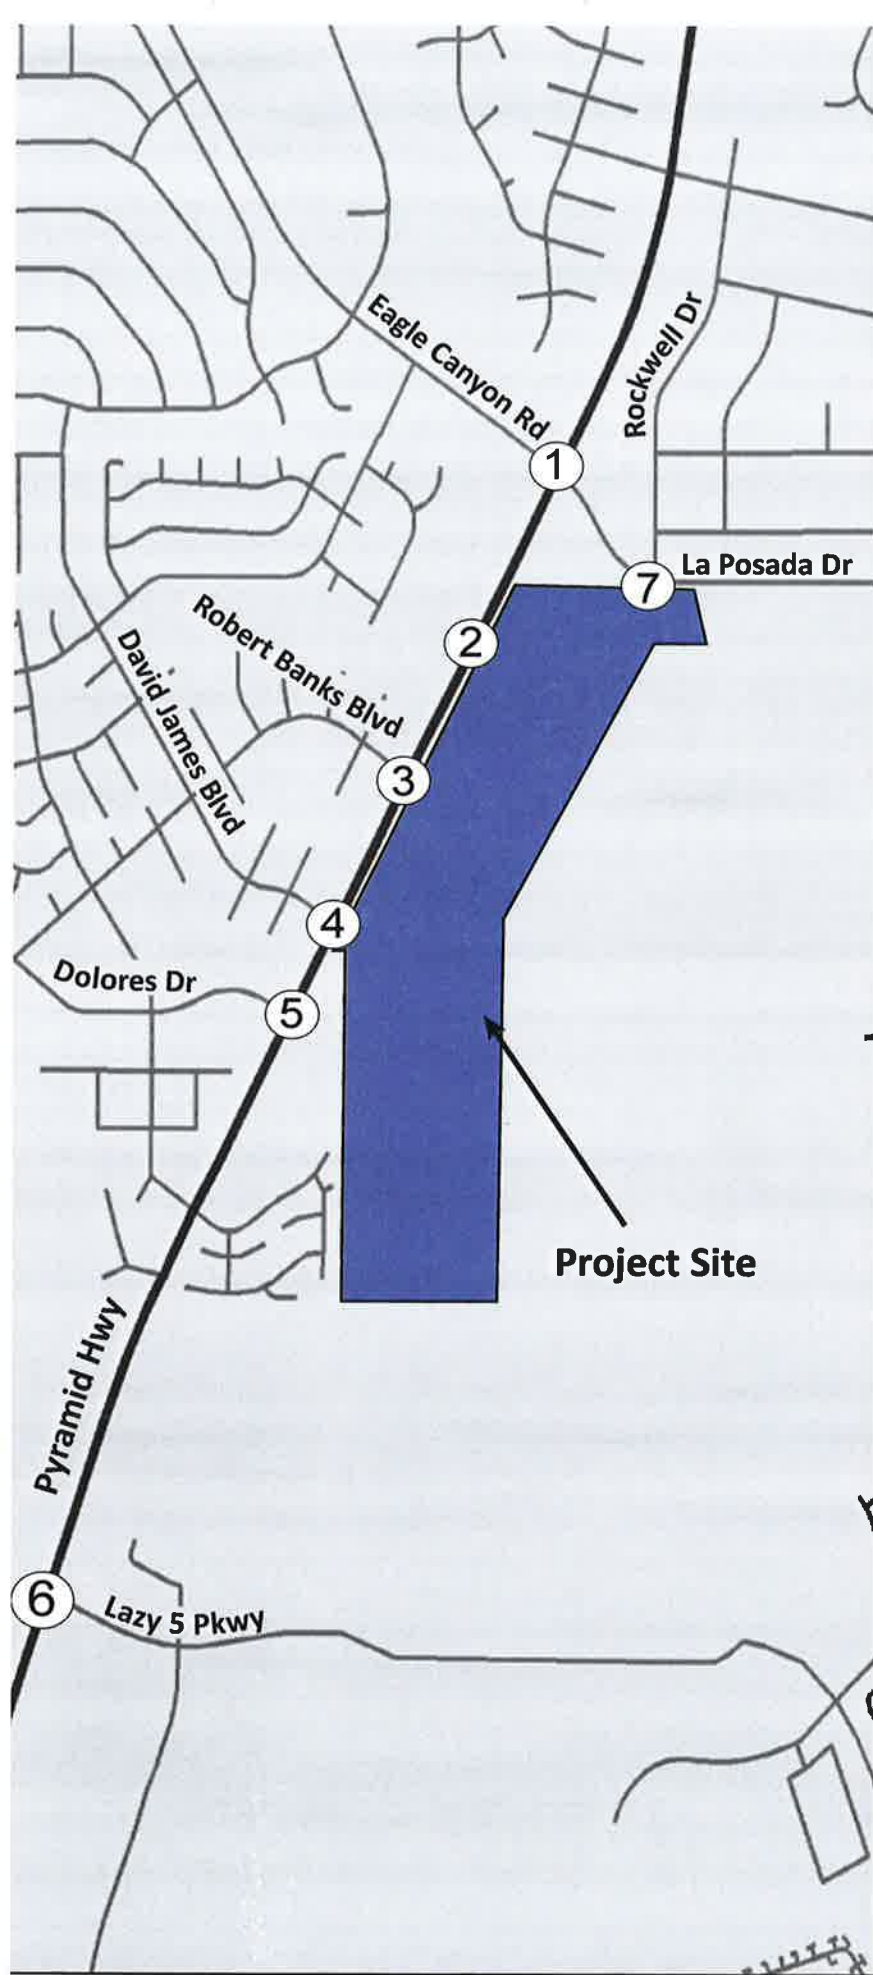 Eagle Canyon Rd
Rockwell Dr
1
La Posada Dr
7
Robert Banks Blvd
2
David James Blvd
3
4
Dolores Dr
5
Project Site
Pyramid Hwy
6
Lazy 5 Pkwy